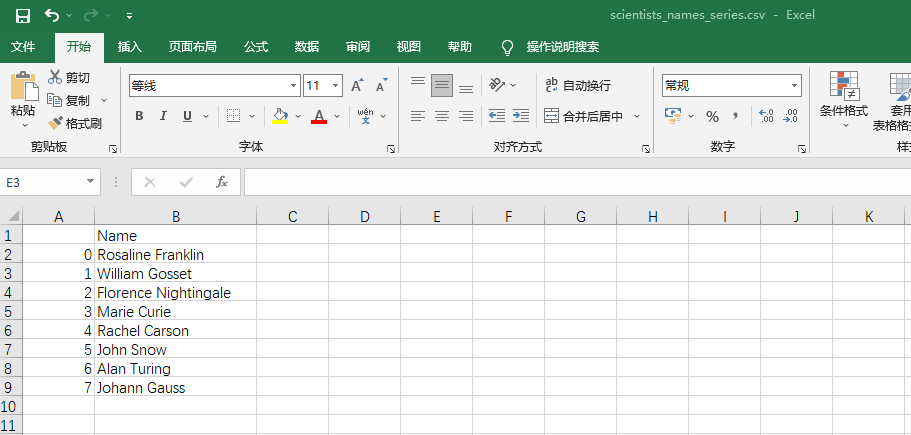 scientists_names_series.csv - Excel
文件 开始 插入 页面布局 公式 数据 审阅 视图 帮助 操作说明搜索
粘贴 剪切 复制 格式刷
剪贴板
等线 11 A A
B I U A wén 文
字体
ab 自动换行
合并后居中
对齐方式
常规
% , .00 .00 .0
数字
条件格式 套用
表格格式
样式
E3 fx
A B C D E F G H I J K
1 Name
2 0 Rosaline Franklin
3 1 William Gosset
4 2 Florence Nightingale
5 3 Marie Curie
6 4 Rachel Carson
7 5 John Snow
8 6 Alan Turing
9 7 Johann Gauss
10
11